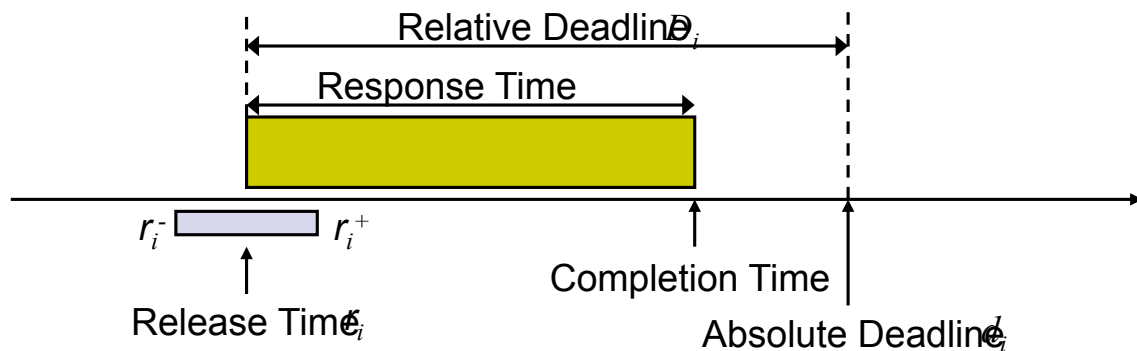 Relative Deadline D_i
Response Time
r_i^- r_i^+
Completion Time
Release Time r_i
Absolute Deadline d_i